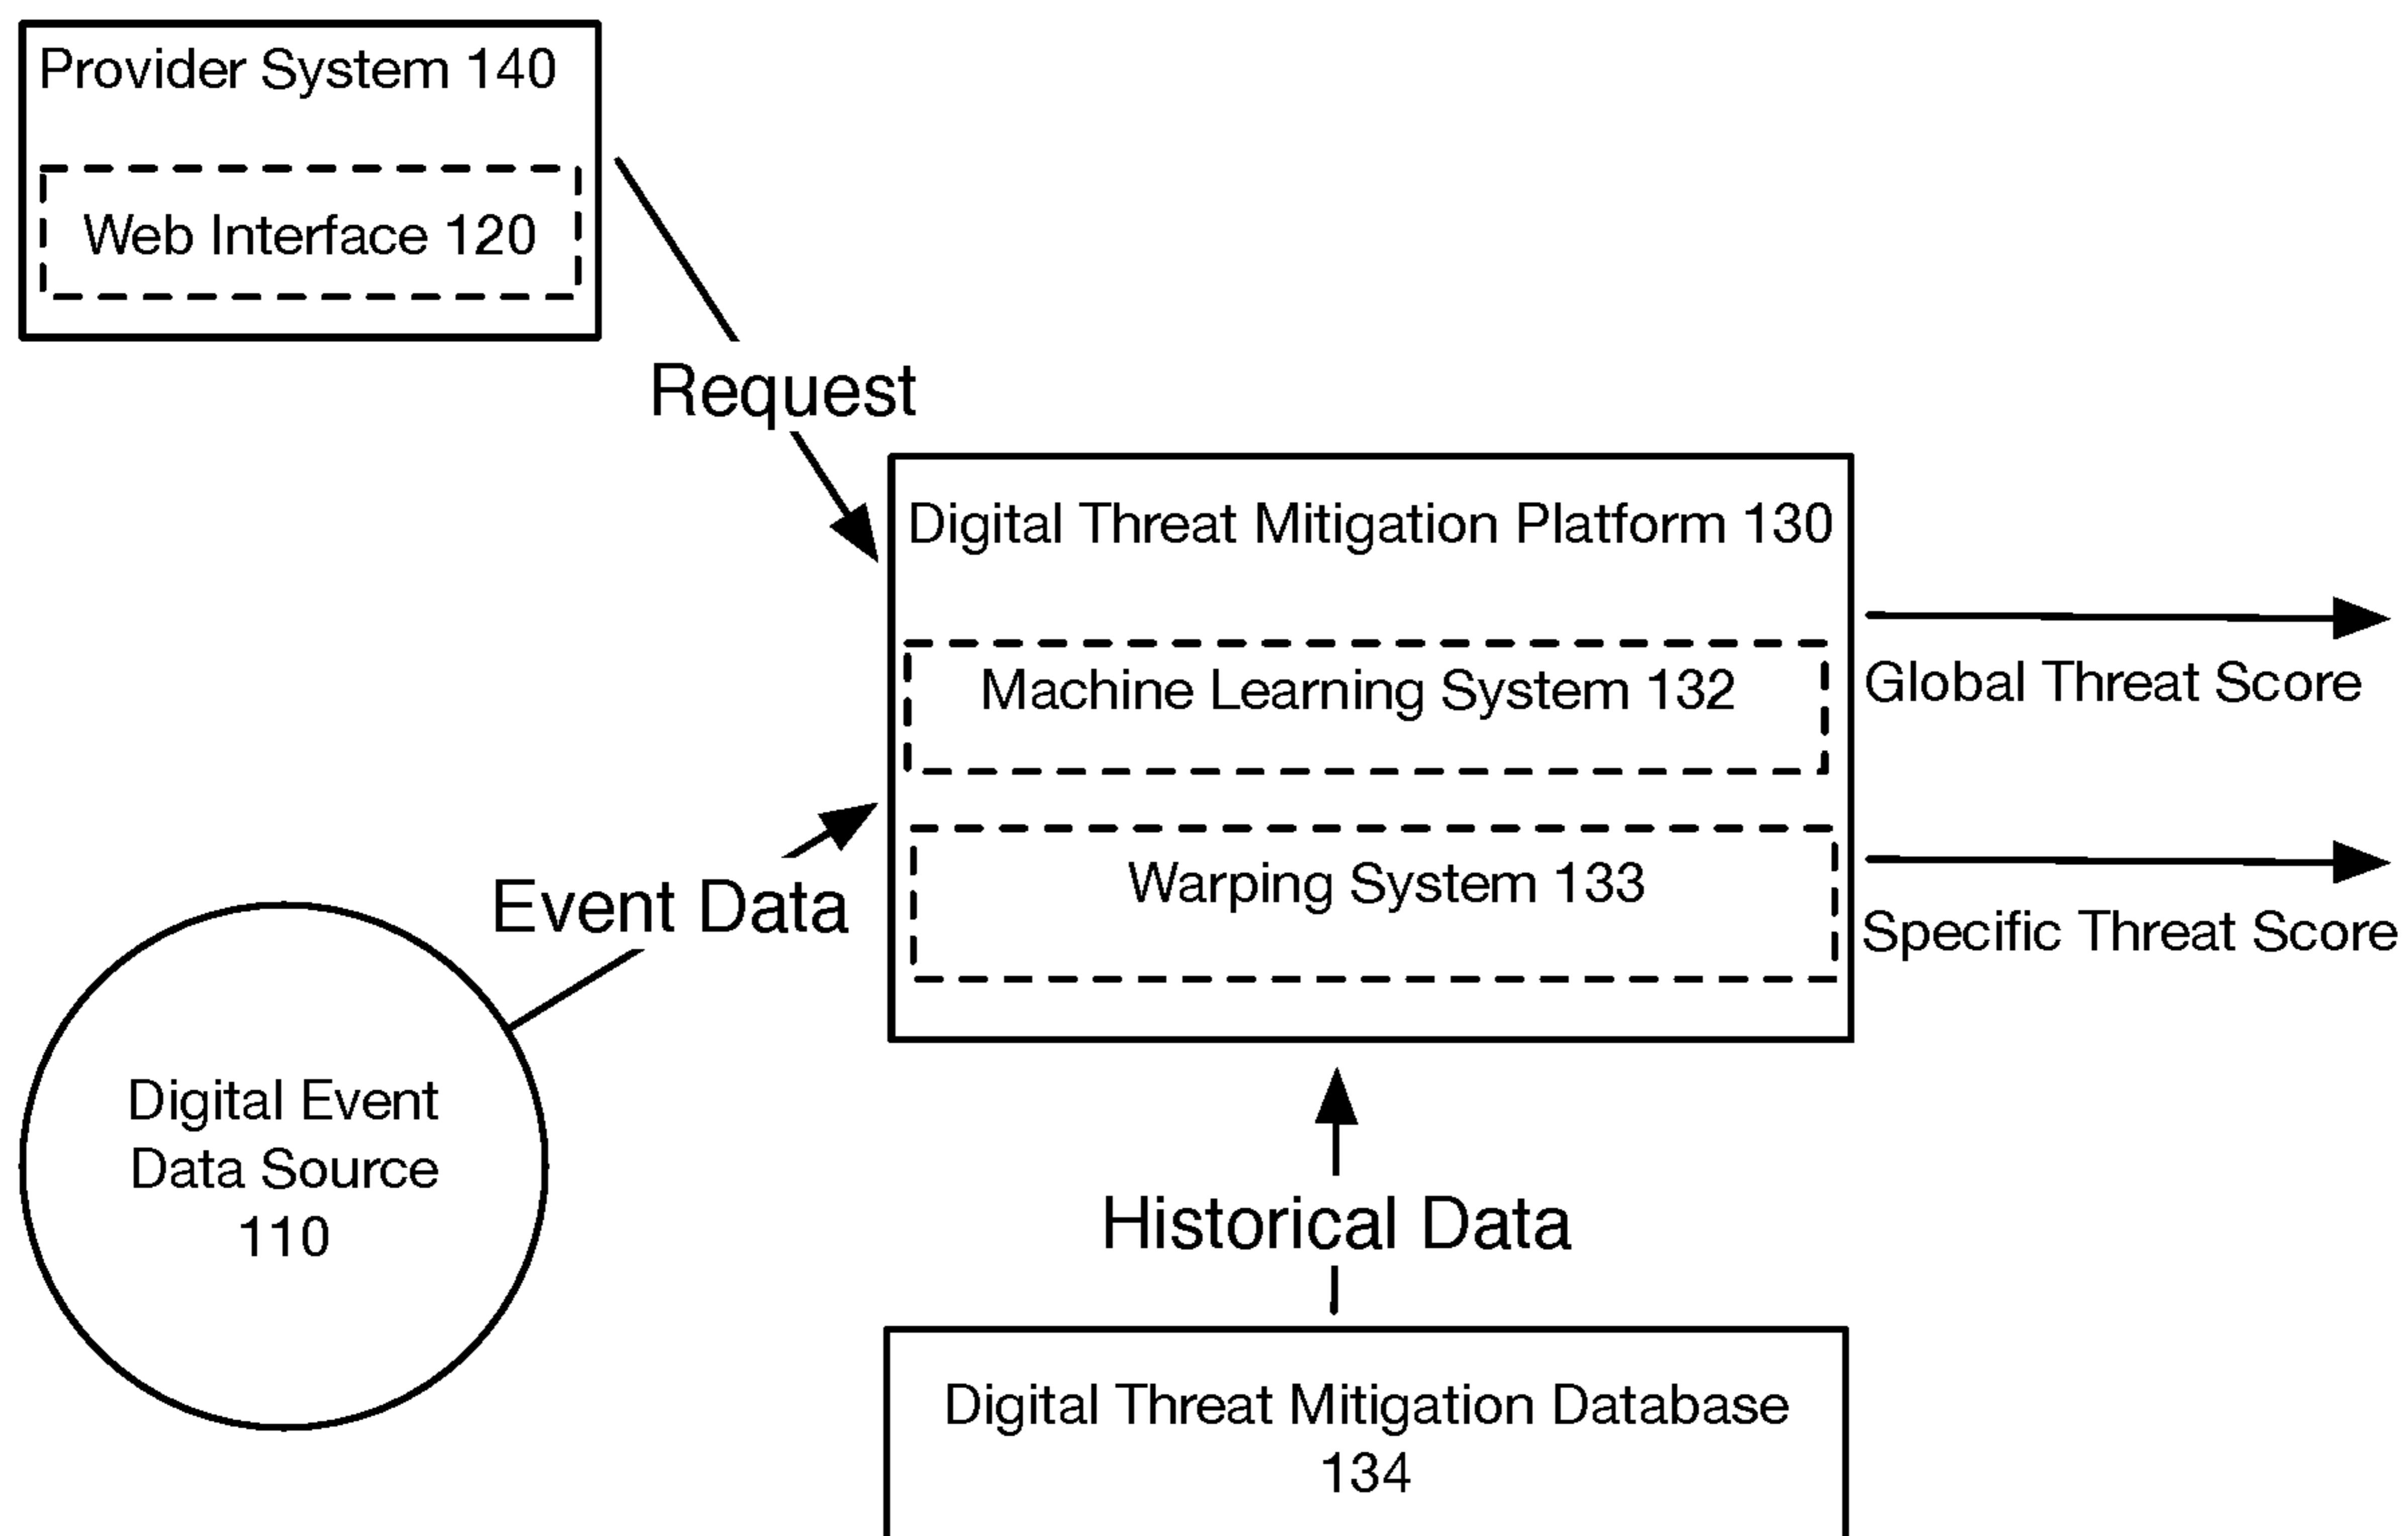 Provider System 140
Web Interface 120
Request
Digital Threat Mitigation Platform 130
Machine Learning System 132
Global Threat Score
Warping System 133
Specific Threat Score
Event Data
Digital Event
Data Source
110
Historical Data
Digital Threat Mitigation Database
134